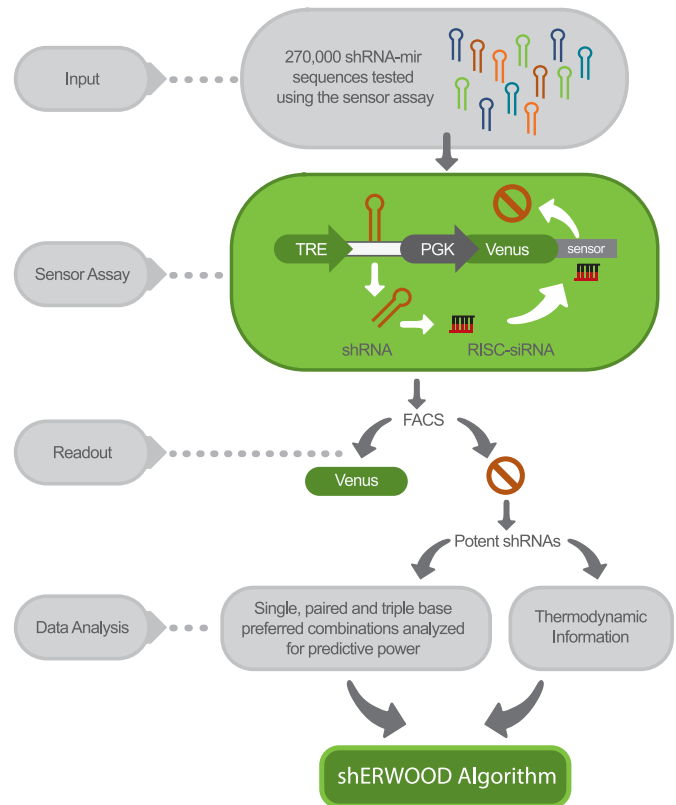 Input
270,000 shRNA-mir
sequences tested
using the sensor assay
Sensor Assay
TRE
PGK
Venus
sensor
shRNA
RISC-siRNA
FACS
Readout
Venus
Potent shRNAs
Data Analysis
Single, paired and triple base
preferred combinations analyzed
for predictive power
Thermodynamic
Information
shERWOOD Algorithm